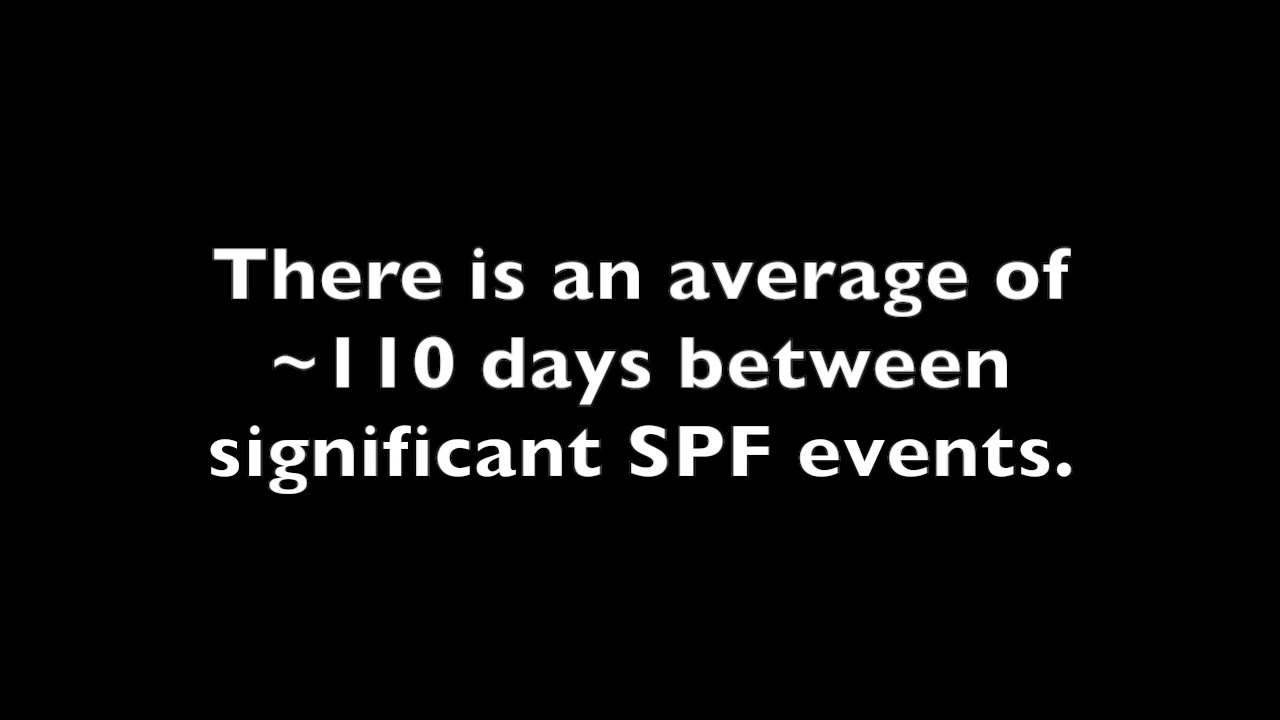 There is an average of
~110 days between
significant SPF events.